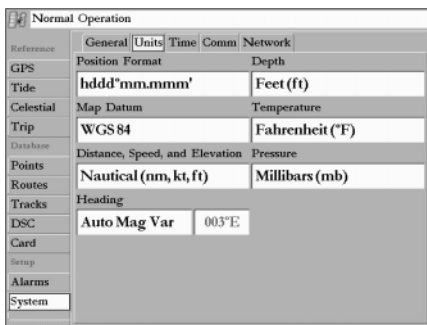 Normal Operation
Reference
GPS
Tide
Celestial
Trip
Database
Points
Routes
Tracks
DSC
Card
Setup
Alarms
System
General Units Time Comm Network
Position Format Depth
hddd°mm.mmm' Feet (ft)
Map Datum Temperature
WGS 84 Fahrenheit (°F)
Distance, Speed, and Elevation Pressure
Nautical (nm, kt, ft) Millibars (mb)
Heading
Auto Mag Var 003°E